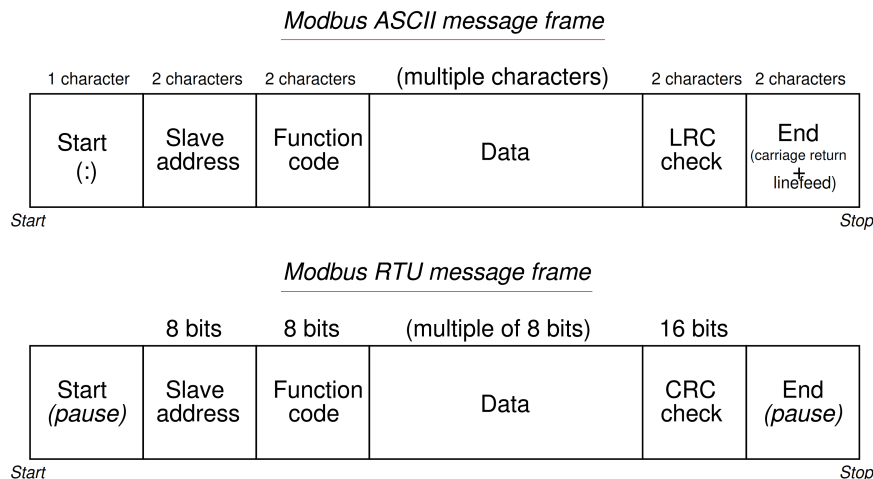 Modbus ASCII message frame
1 character 2 characters 2 characters (multiple characters) 2 characters 2 characters
Start
(:)
Slave
address
Function
code
Data
LRC
check
End
(carriage return
+
linefeed)
Start
Stop
Modbus RTU message frame
8 bits 8 bits (multiple of 8 bits) 16 bits
Start
(pause)
Slave
address
Function
code
Data
CRC
check
End
(pause)
Start
Stop